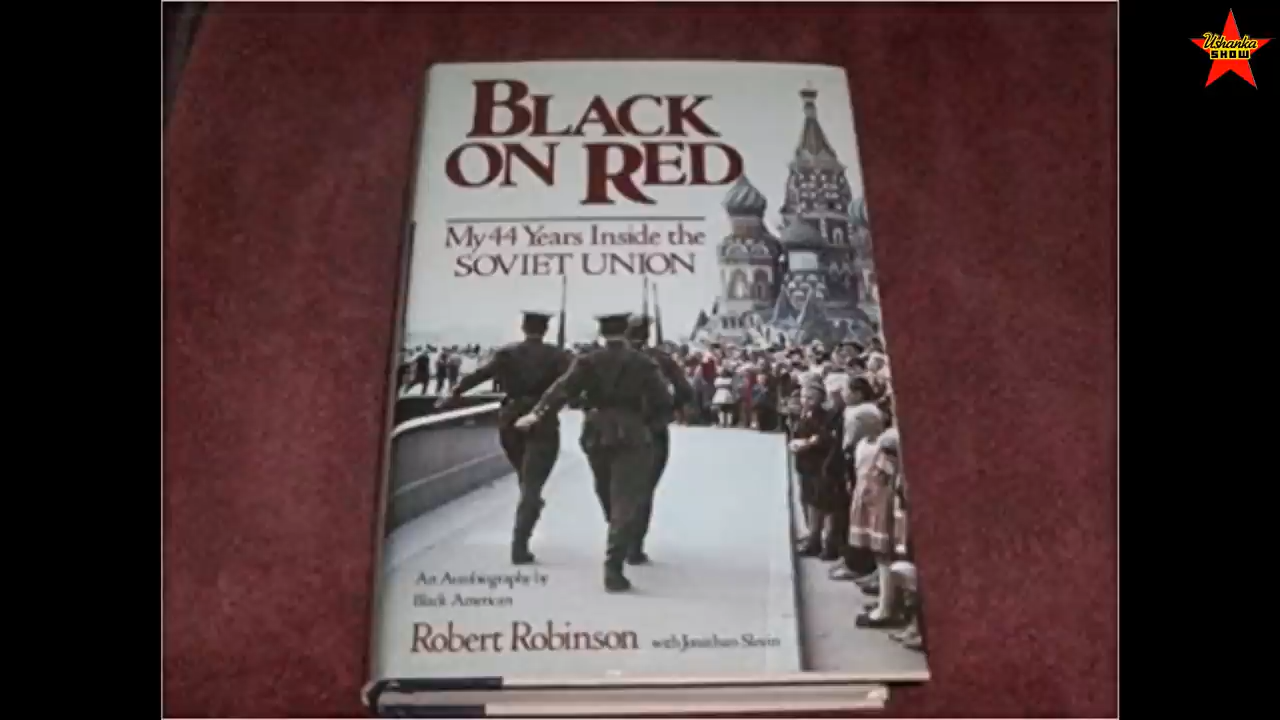 BLACK
ON RED
My 44 Years Inside the
SOVIET UNION
An Autobiography by
Black American
Robert Robinson with Jonathan Slevin
Ushanka
SHOW